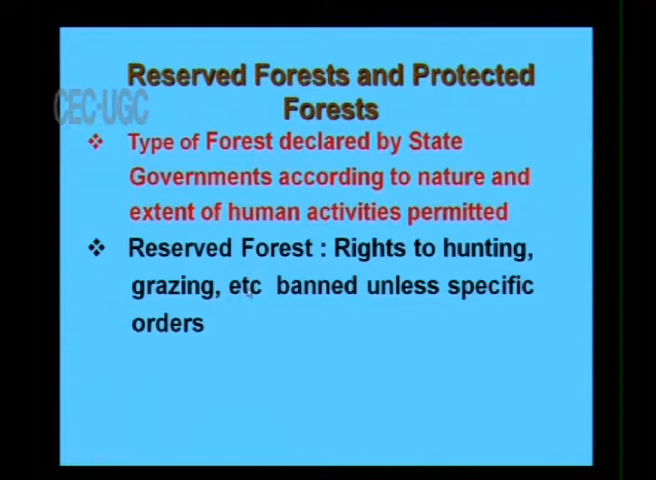 Reserved Forests and Protected
Forests
CEC-UGC
❖ Type of Forest declared by State
Governments according to nature and
extent of human activities permitted
❖ Reserved Forest : Rights to hunting,
grazing, etc banned unless specific
orders